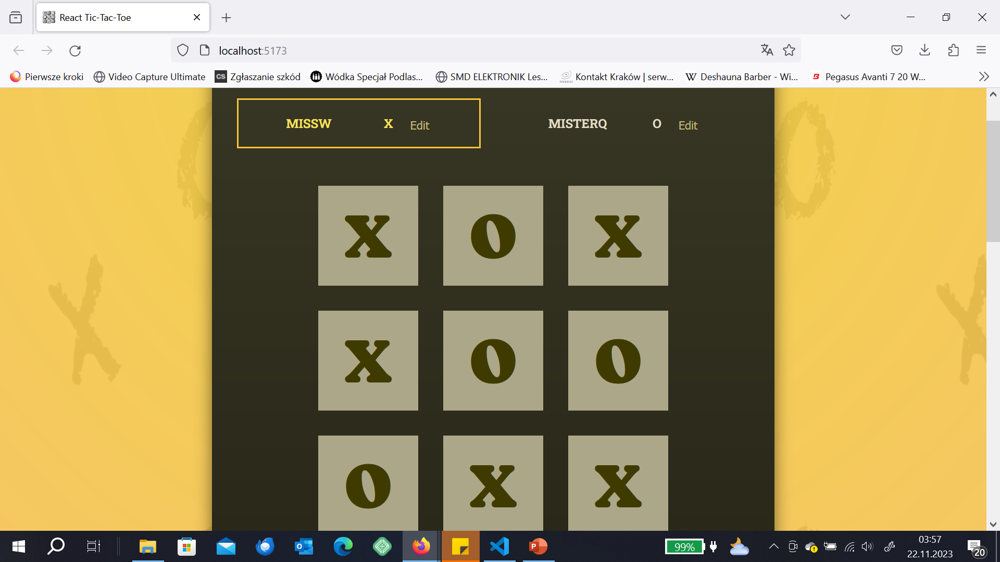 React Tic-Tac-Toe
localhost:5173
Pierwsze kroki
Video Capture Ultimate
CS
Zgłaszanie szkód
Wódka Specjał Podlas...
SMD ELEKTRONIK Les...
Kontakt Kraków | serw...
W
Deshauna Barber - Wi...
B
Pegasus Avanti 7 20 W...
MISSW X Edit
MISTERQ O Edit
X O X
X O O
O X X
99%
03:57
22.11.2023
20